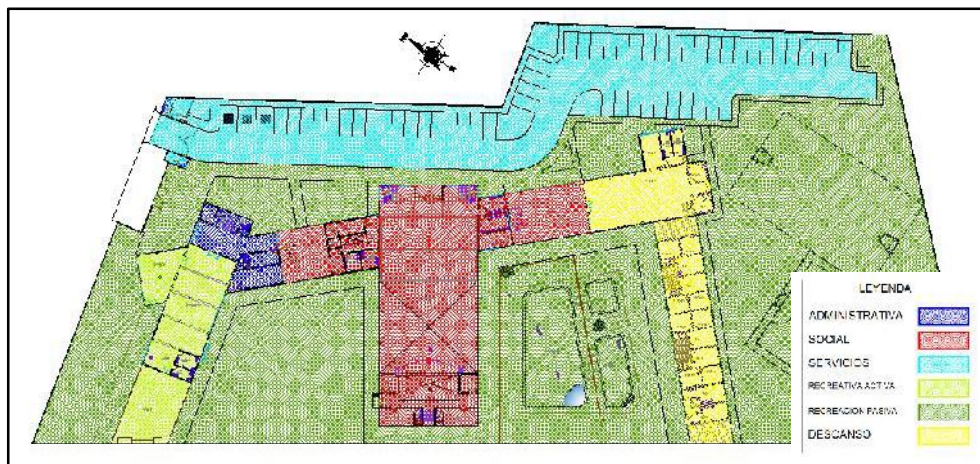 LEYENDA
ADMINISTRATIVA
SOCIAL
SERVICIOS
RECREATIVA ACTIVA
RECREACION PASIVA
DESCANSO